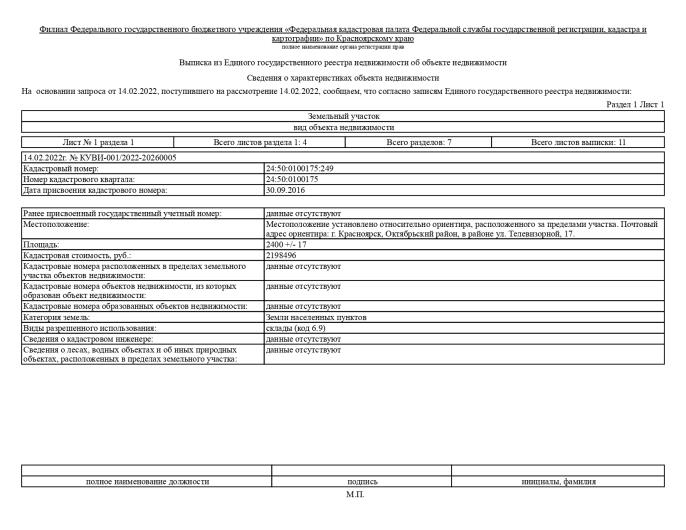 Филиал Федерального государственного бюджетного учреждения «Федеральная кадастровая палата Федеральной службы государственной регистрации, кадастра и
картографии» по Красноярскому краю
полное наименование органа регистрации прав
Выписка из Единого государственного реестра недвижимости об объекте недвижимости
Сведения о характеристиках объекта недвижимости
На основании запроса от 14.02.2022, поступившего на рассмотрение 14.02.2022, сообщаем, что согласно записям Единого государственного реестра недвижимости:
Раздел 1 Лист 1
Земельный участок
вид объекта недвижимости
Лист № 1 раздела 1 Всего листов раздела 1: 4 Всего разделов: 7 Всего листов выписки: 11
14.02.2022г. № КУВИ-001/2022-20260005
Кадастровый номер: 24:50:0100175:249
Номер кадастрового квартала: 24:50:0100175
Дата присвоения кадастрового номера: 30.09.2016
Ранее присвоенный государственный учетный номер: данные отсутствуют
Местоположение: Местоположение установлено относительно ориентира, расположенного за пределами участка. Почтовый
адрес ориентира: г. Красноярск, Октябрьский район, в районе ул. Телевизорной, 17.
Площадь: 2400 +/- 17
Кадастровая стоимость, руб.: 2198496
Кадастровые номера расположенных в пределах земельного данные отсутствуют
участка объектов недвижимости:
Кадастровые номера объектов недвижимости, из которых данные отсутствуют
образован объект недвижимости:
Кадастровые номера образованных объектов недвижимости: данные отсутствуют
Категория земель: Земли населенных пунктов
Виды разрешенного использования: склады (код 6.9)
Сведения о кадастровом инженере: данные отсутствуют
Сведения о лесах, водных объектах и об иных природных данные отсутствуют
объектах, расположенных в пределах земельного участка:
полное наименование должности подпись инициалы, фамилия
М.П.